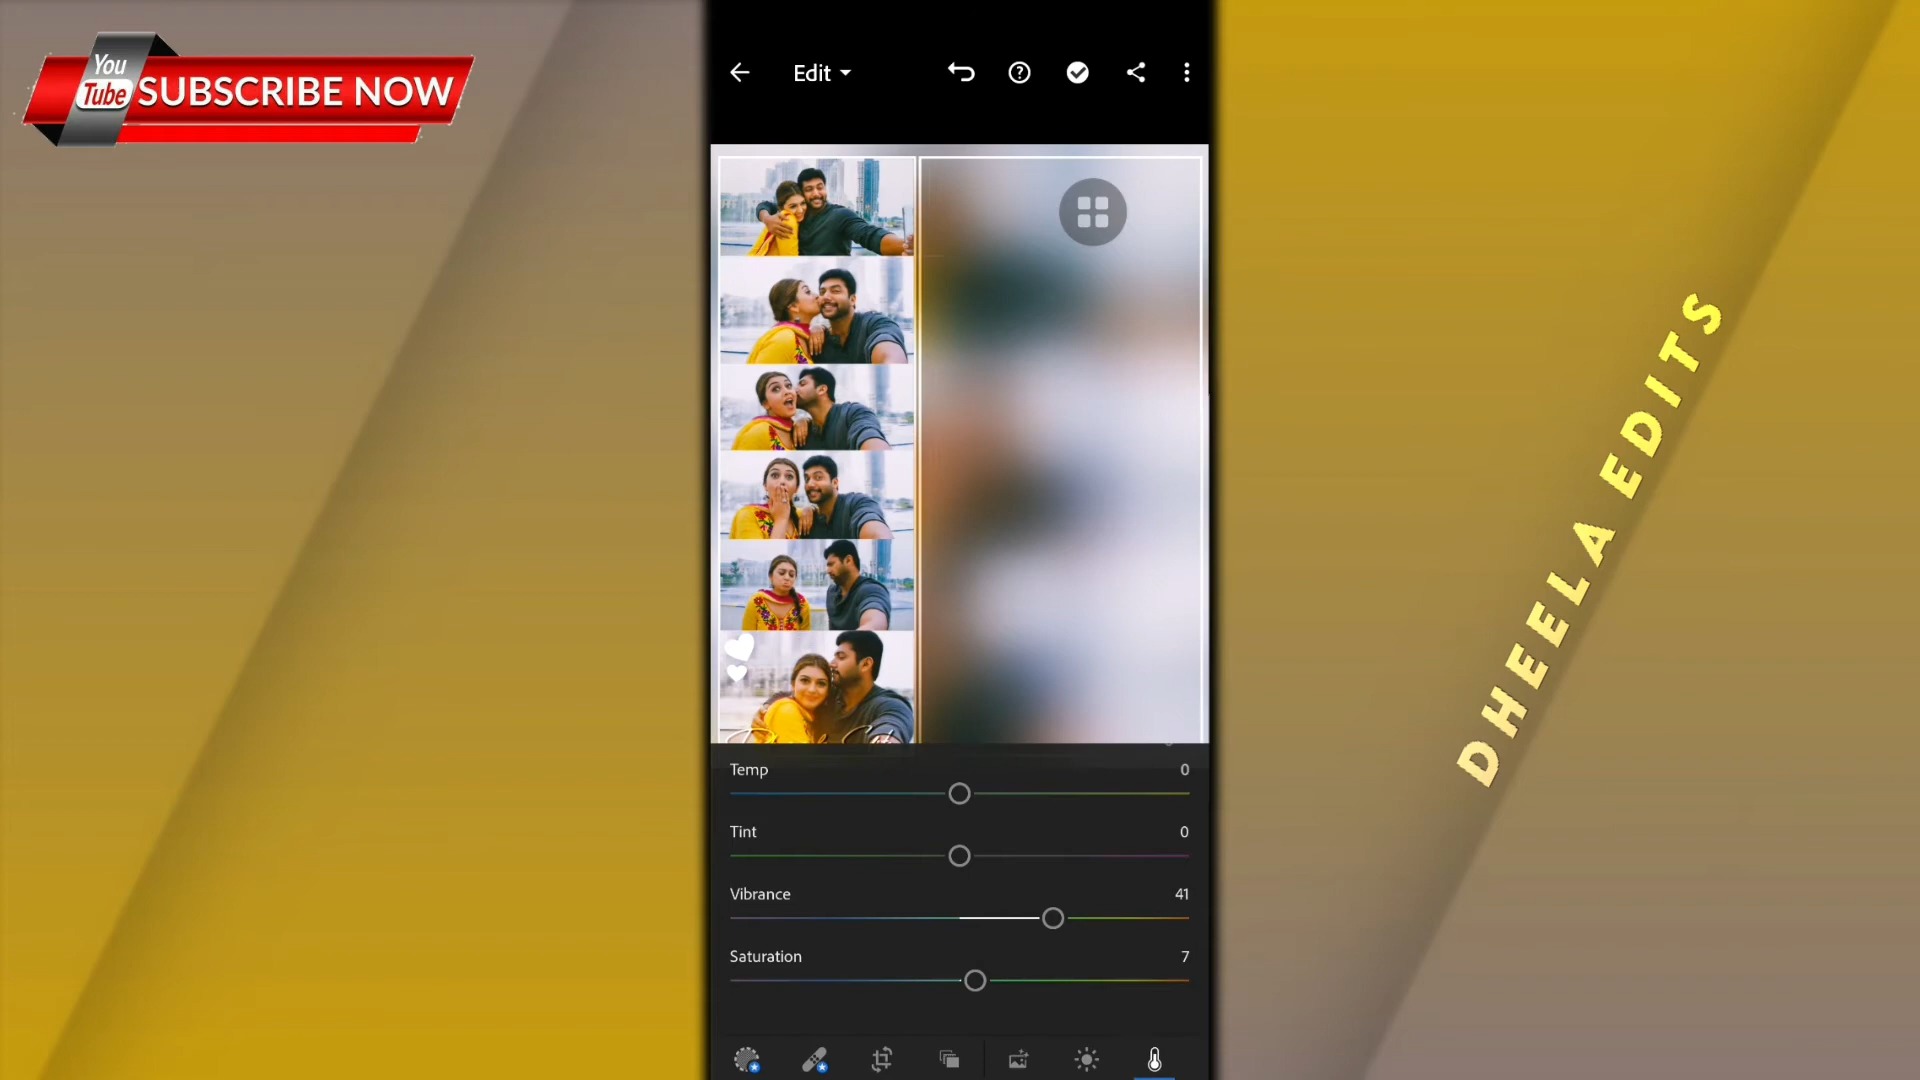 You
Tube SUBSCRIBE NOW
Edit
DHEELA EDITS
Temp 0
Tint 0
Vibrance 41
Saturation 7